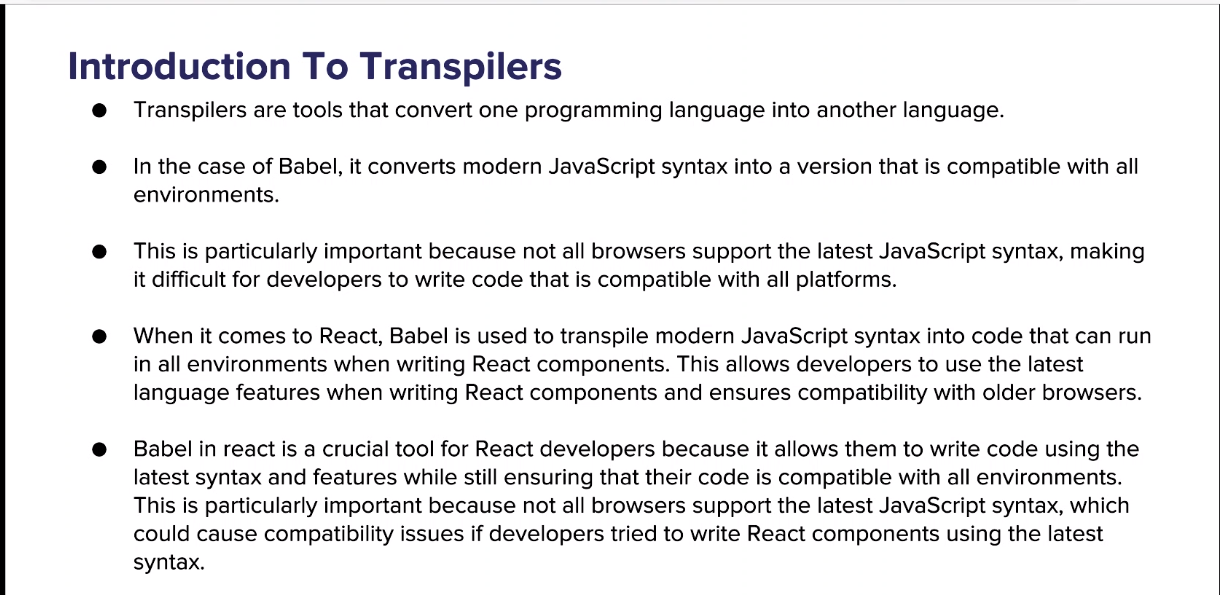 Introduction To Transpilers
● Transpilers are tools that convert one programming language into another language.
● In the case of Babel, it converts modern JavaScript syntax into a version that is compatible with all
environments.
● This is particularly important because not all browsers support the latest JavaScript syntax, making
it difficult for developers to write code that is compatible with all platforms.
● When it comes to React, Babel is used to transpile modern JavaScript syntax into code that can run
in all environments when writing React components. This allows developers to use the latest
language features when writing React components and ensures compatibility with older browsers.
● Babel in react is a crucial tool for React developers because it allows them to write code using the
latest syntax and features while still ensuring that their code is compatible with all environments.
This is particularly important because not all browsers support the latest JavaScript syntax, which
could cause compatibility issues if developers tried to write React components using the latest
syntax.